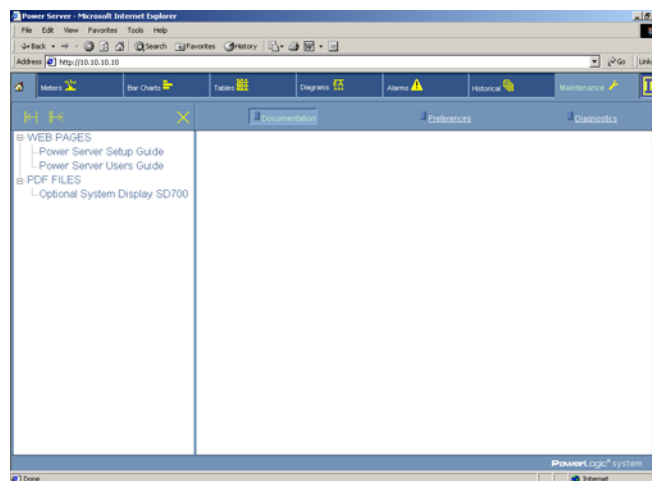 Power Server - Microsoft Internet Explorer
File Edit View Favorites Tools Help
Back Search Favorites History
Address http://10.10.10.10 Go Links
Meters Bar Charts Tables Diagrams Alarms Historical Maintenance
Documentation Preferences Diagnostics
WEB PAGES
Power Server Setup Guide
Power Server Users Guide
PDF FILES
Optional System Display SD700
PowerLogic® system
Done Internet